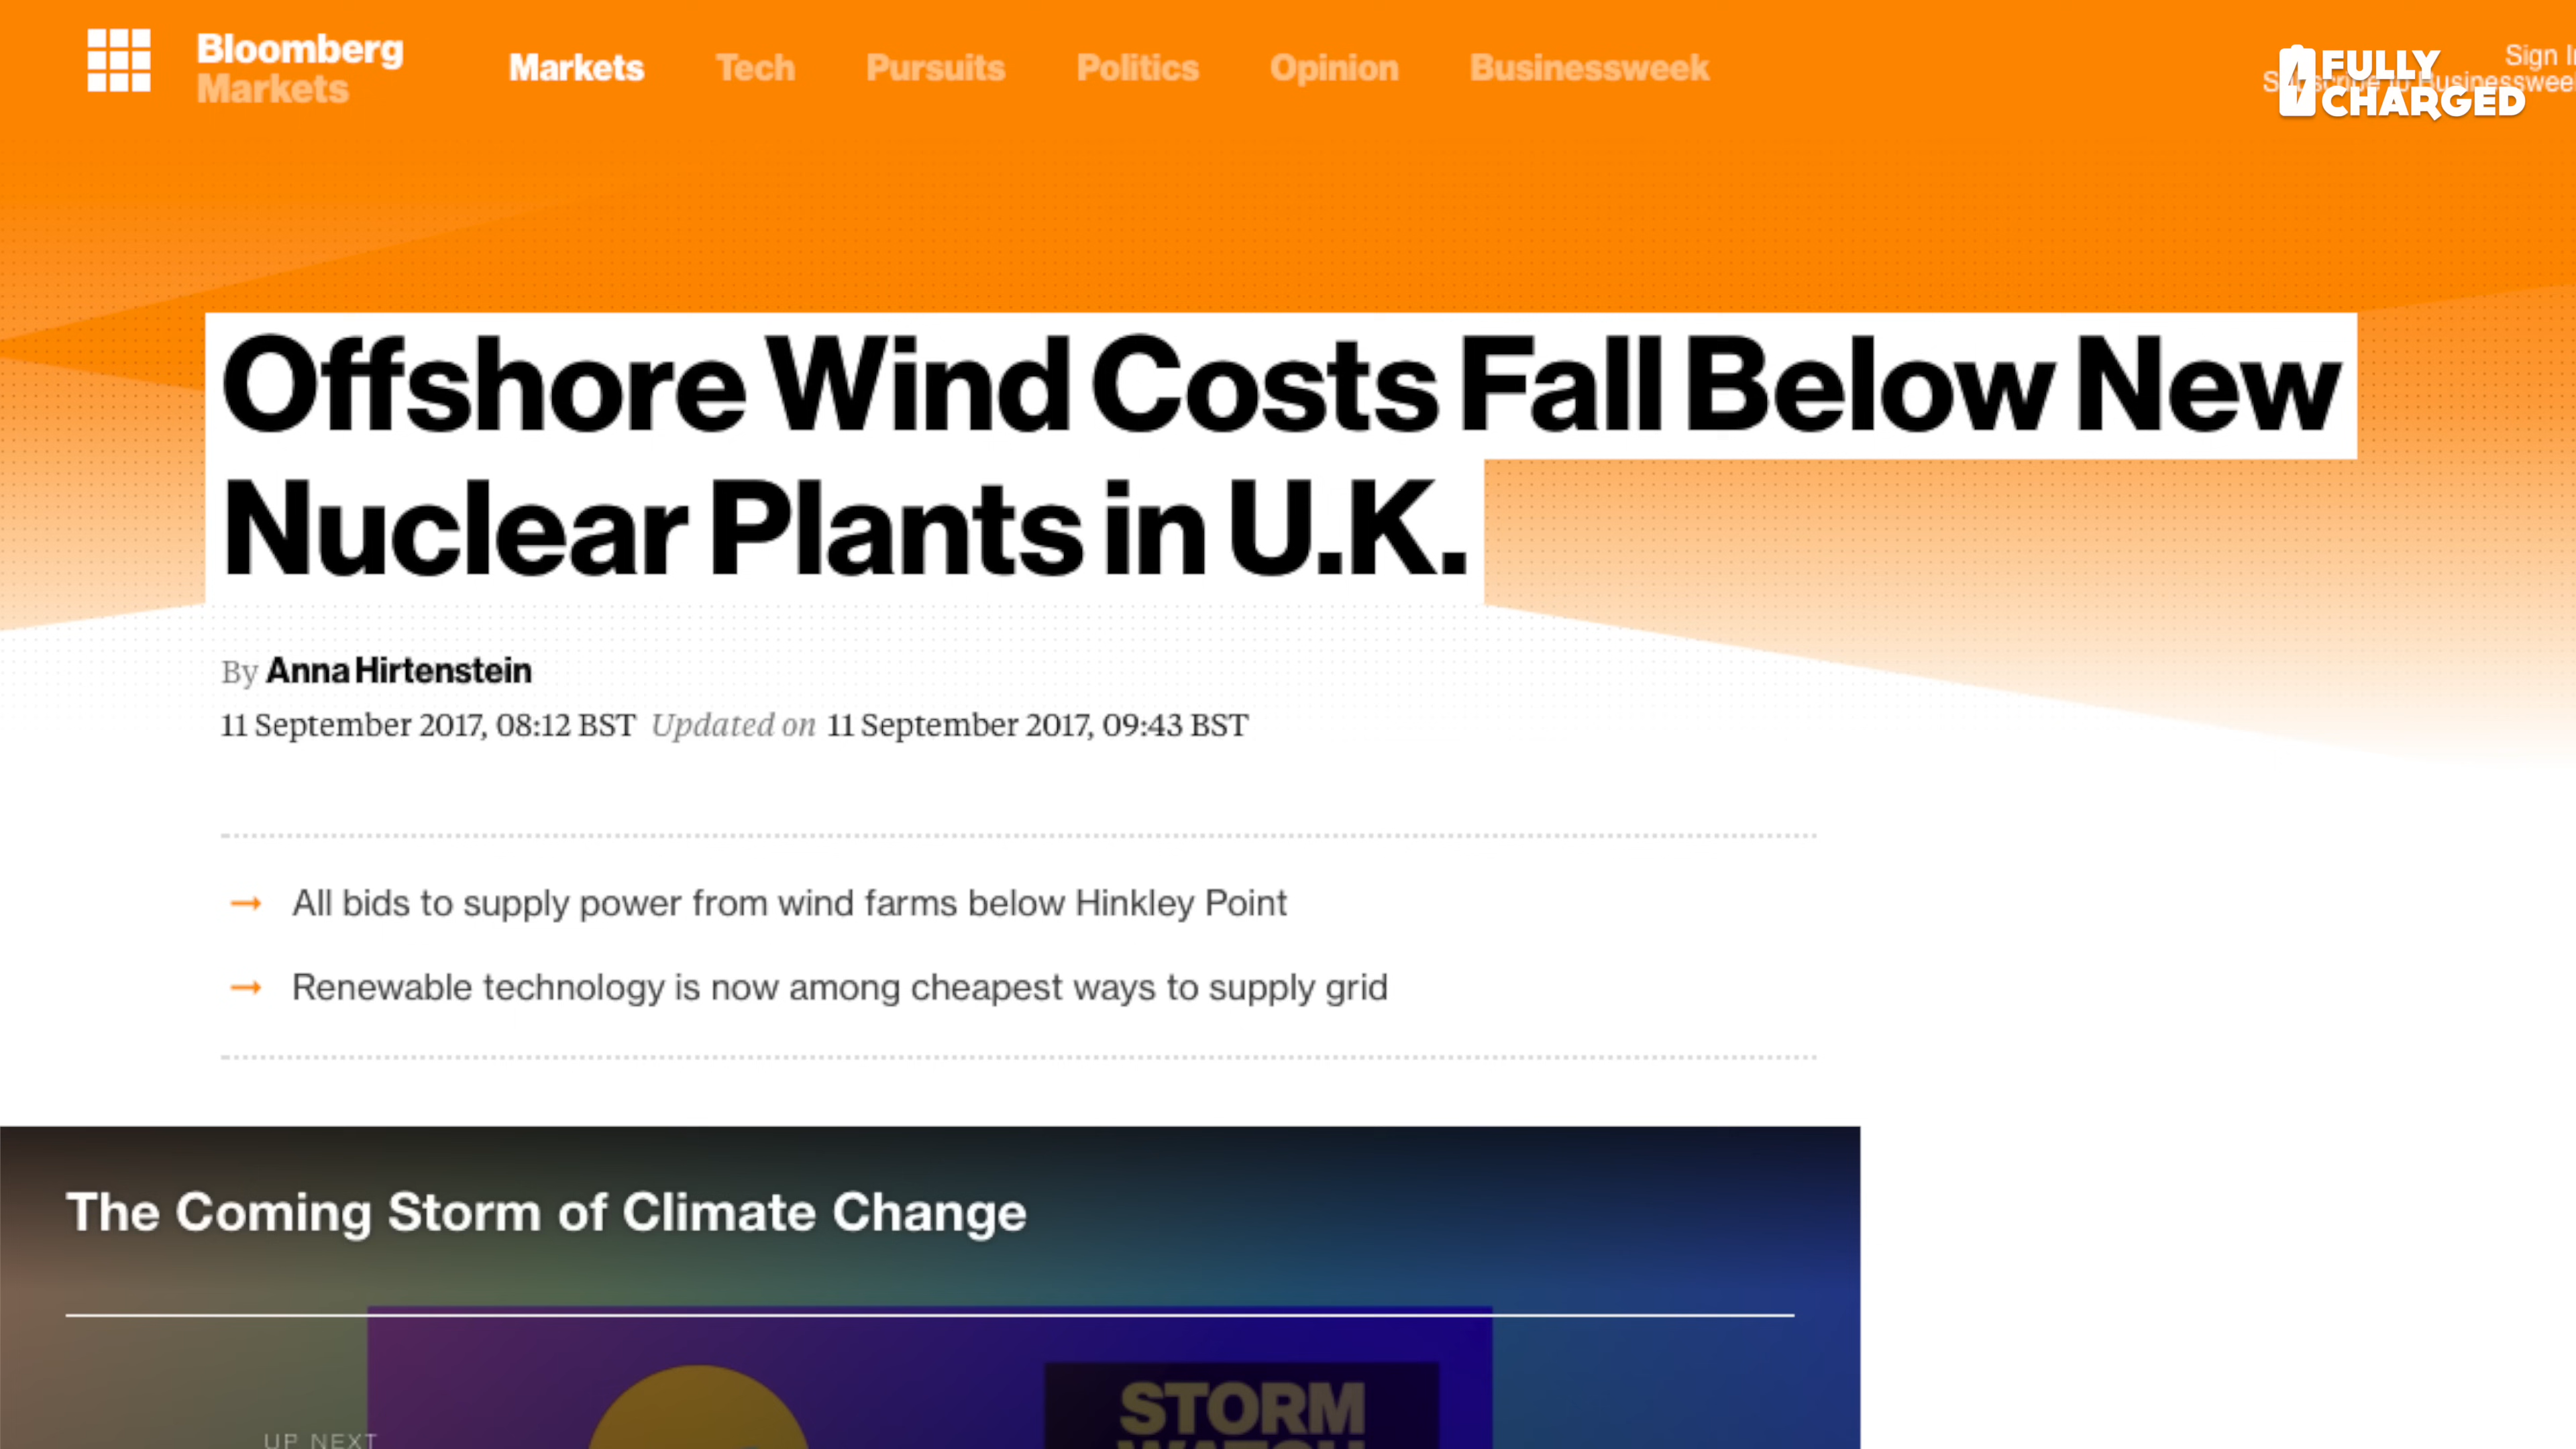 Bloomberg
Markets
Markets Tech Pursuits Politics Opinion Businessweek
Sign I
FULLY
CHARGED
Offshore Wind Costs Fall Below New
Nuclear Plants in U.K.
By Anna Hirtenstein
11 September 2017, 08:12 BST Updated on 11 September 2017, 09:43 BST
→ All bids to supply power from wind farms below Hinkley Point
→ Renewable technology is now among cheapest ways to supply grid
The Coming Storm of Climate Change
STORM
UP NEXT